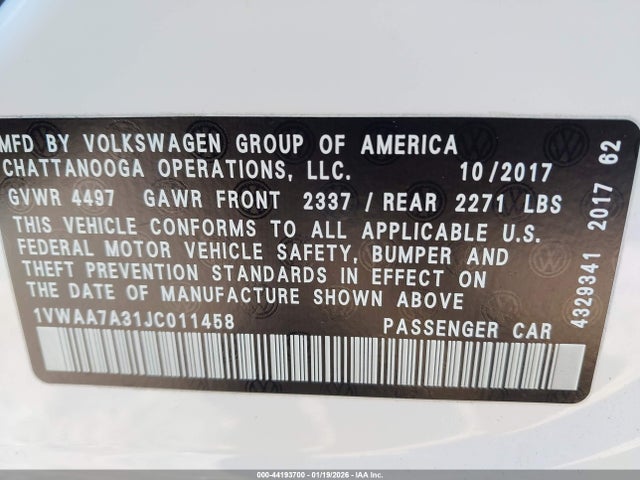 MFD BY VOLKSWAGEN GROUP OF AMERICA
CHATTANOOGA OPERATIONS, LLC. 10/2017
GVWR 4497 GAWR FRONT 2337 / REAR 2271 LBS
THIS VEHICLE CONFORMS TO ALL APPLICABLE U.S.
FEDERAL MOTOR VEHICLE SAFETY, BUMPER AND
THEFT PREVENTION STANDARDS IN EFFECT ON
THE DATE OF MANUFACTURE SHOWN ABOVE
1VWAA7A31JC011458 PASSENGER CAR
4329341 2017 62
000-44193700 - 01/19/2026 - IAA Inc.